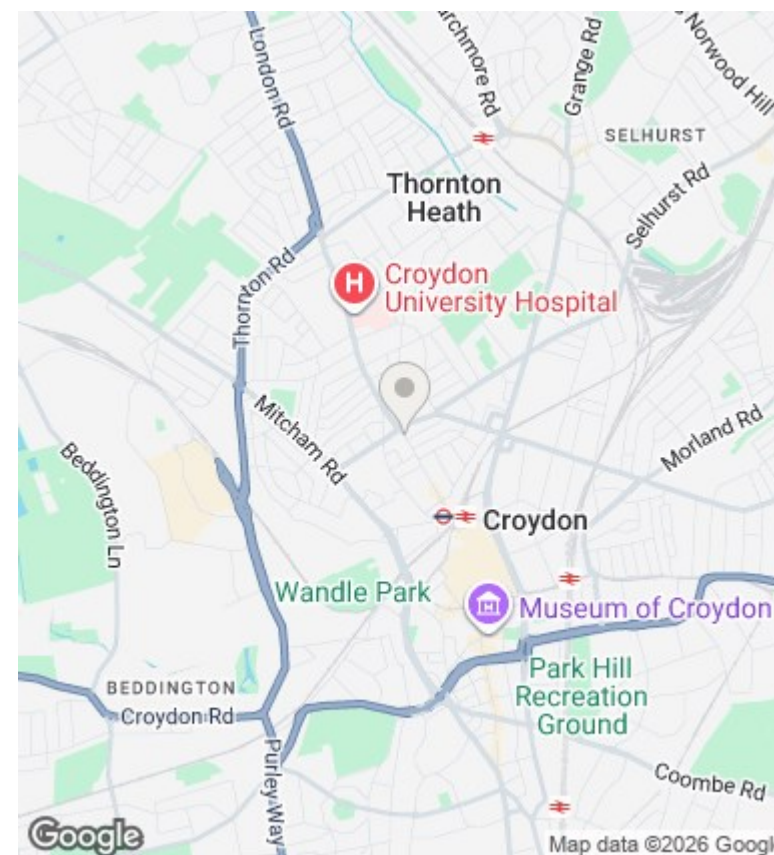 London Rd
urchmore Rd
Grange Rd
Norwood Hill
SELHURST
Thornton
Heath
Selhurst Rd
Thornton Rd
H
Croydon
University Hospital
Mitcham Rd
Morland Rd
Beddington Ln
Croydon
Wandle Park
Museum of Croydon
Park Hill
Recreation
Ground
BEDDINGTON
Croydon Rd
Purley Way
Coombe Rd
Google
Map data ©2026 Googl